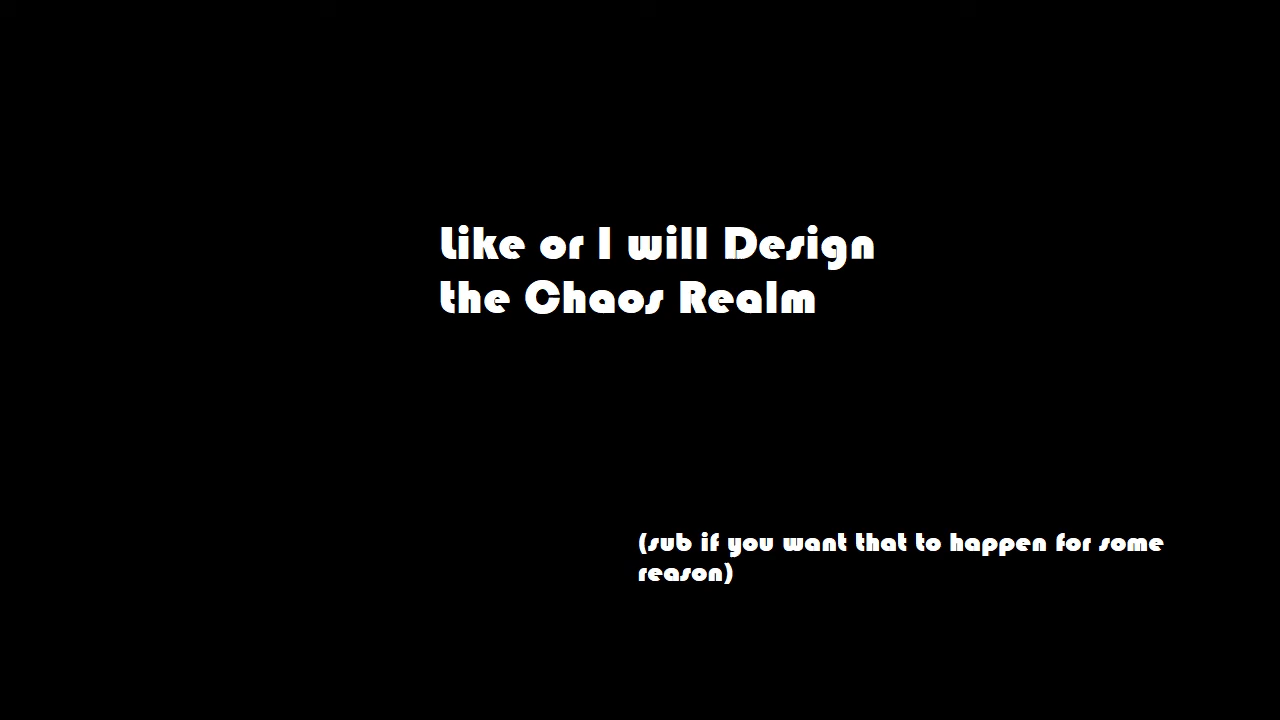 Like or I will Design
the Chaos Realm
(sub if you want that to happen for some
reason)